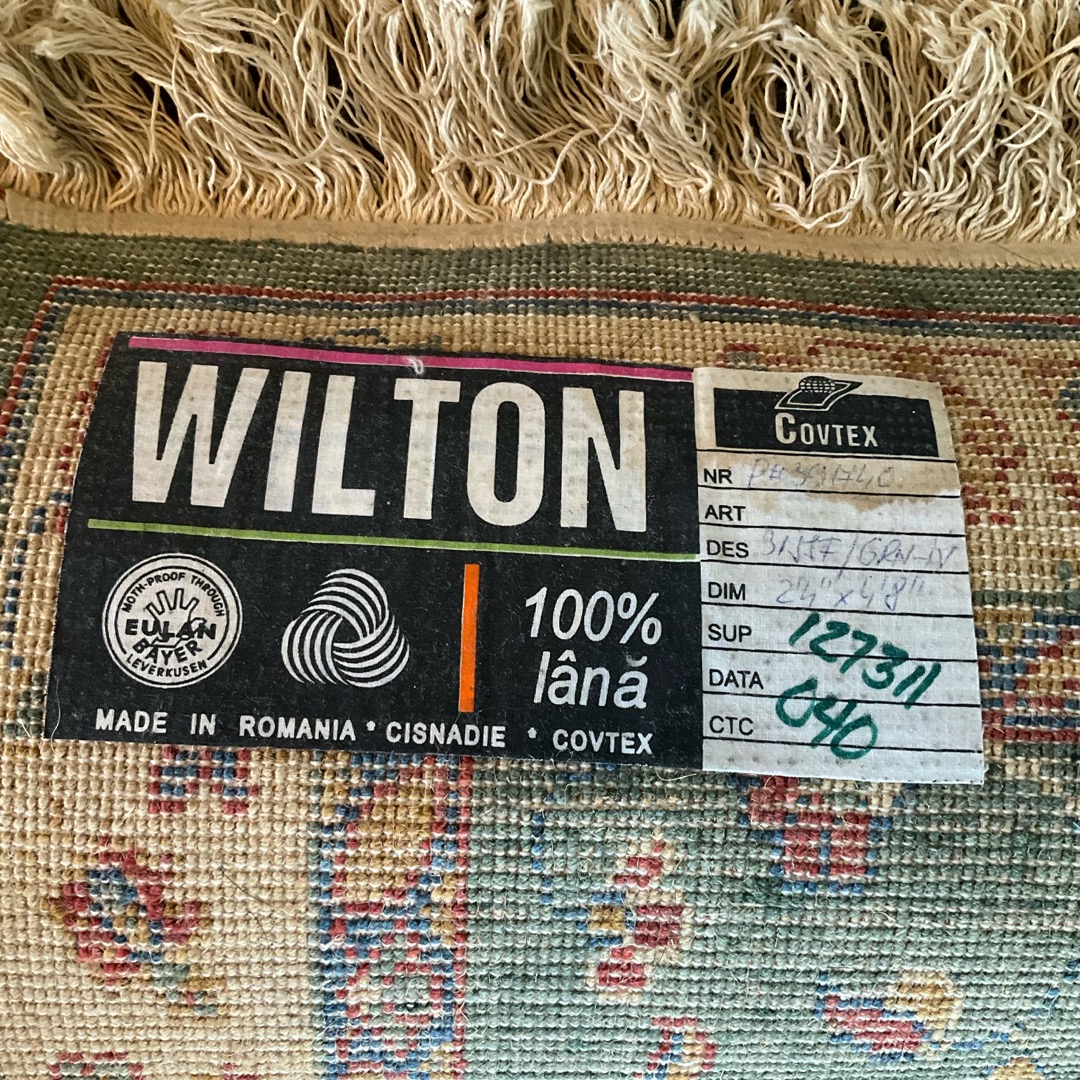 WILTON
MOTH-PROOF THROUGH
EULAN
BAYER
LEVERKUSEN
100%
lână
MADE IN ROMANIA * CISNADIE * COVTEX
COVTEX
NR
ART
DES
DIM
SUP 127311
DATA
CTC 040